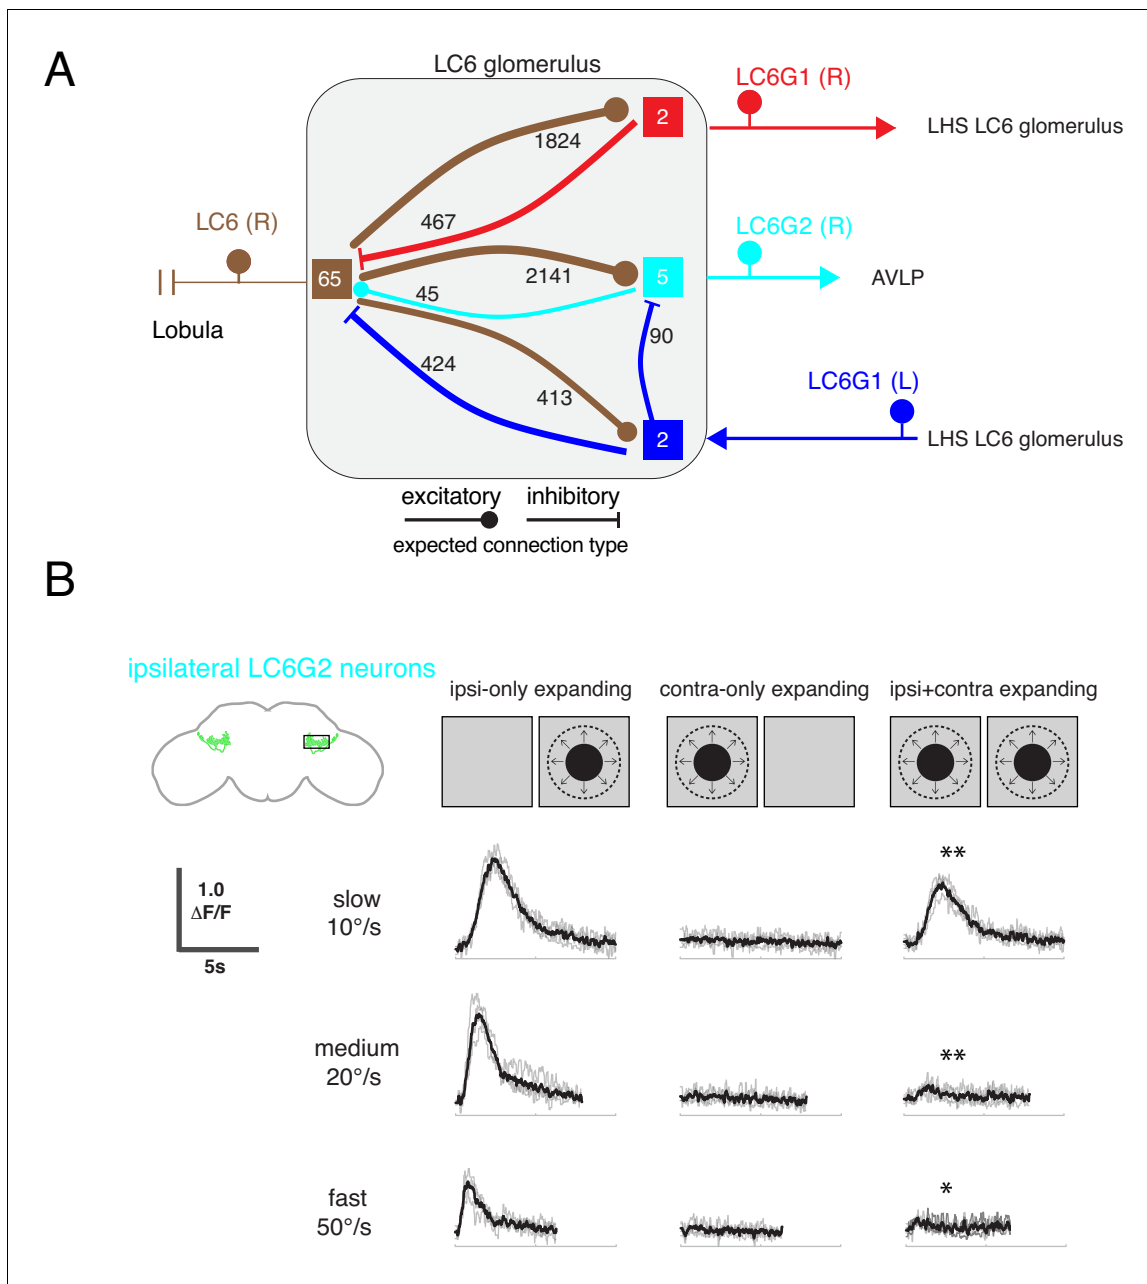 A
LC6 glomerulus
LC6G1 (R)
2
LHS LC6 glomerulus
1824
LC6 (R)
467
LC6G2 (R)
65
2141
5
45
AVLP
Lobula
90
424
413
LC6G1 (L)
2
LHS LC6 glomerulus
excitatory
inhibitory
expected connection type
B
ipsilateral LC6G2 neurons
ipsi-only expanding
contra-only expanding
ipsi+contra expanding
1.0
ΔF/F
5s
slow
10°/s
**
medium
20°/s
**
fast
50°/s
*